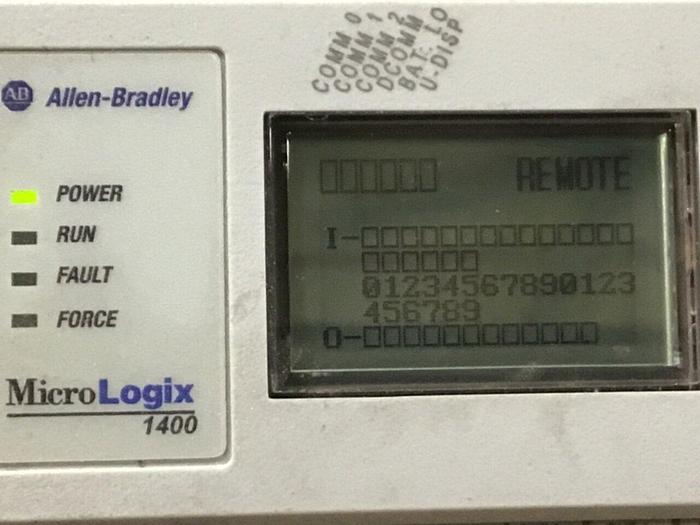 COMM 0
COMM 1
COMM 2
DCOMM
BAT. LO
U-DISP
AB Allen-Bradley
POWER
RUN
FAULT
FORCE
MicroLogix
1400
□□□□□□ REMOTE
I-□□□□□□□□□□□□□□
□□□□□□
01234567890123
456789
O-□□□□□□□□□□□□